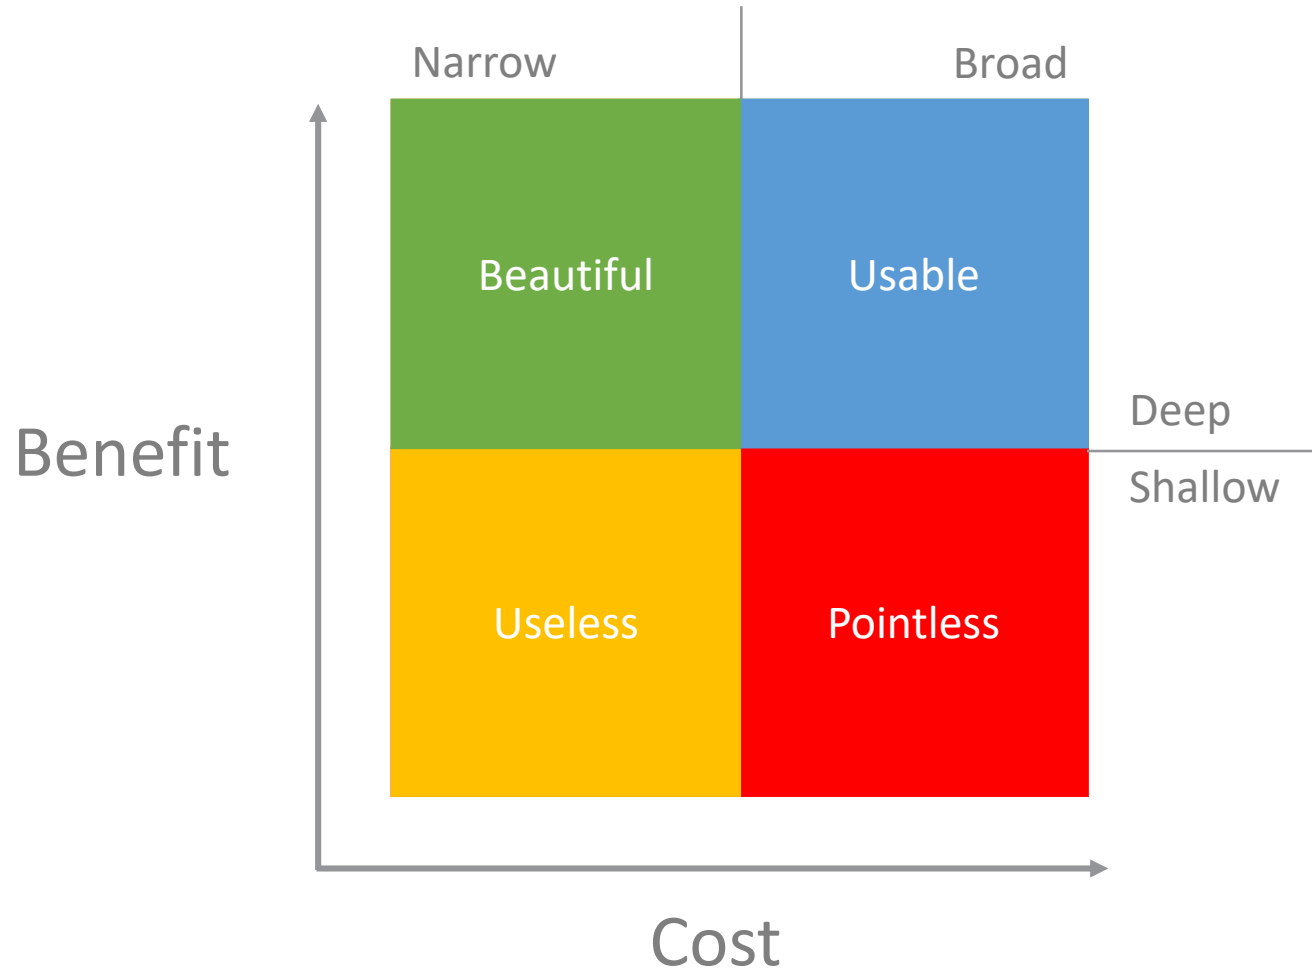 Narrow
Broad
Beautiful
Usable
Deep
Benefit
Shallow
Useless
Pointless
Cost